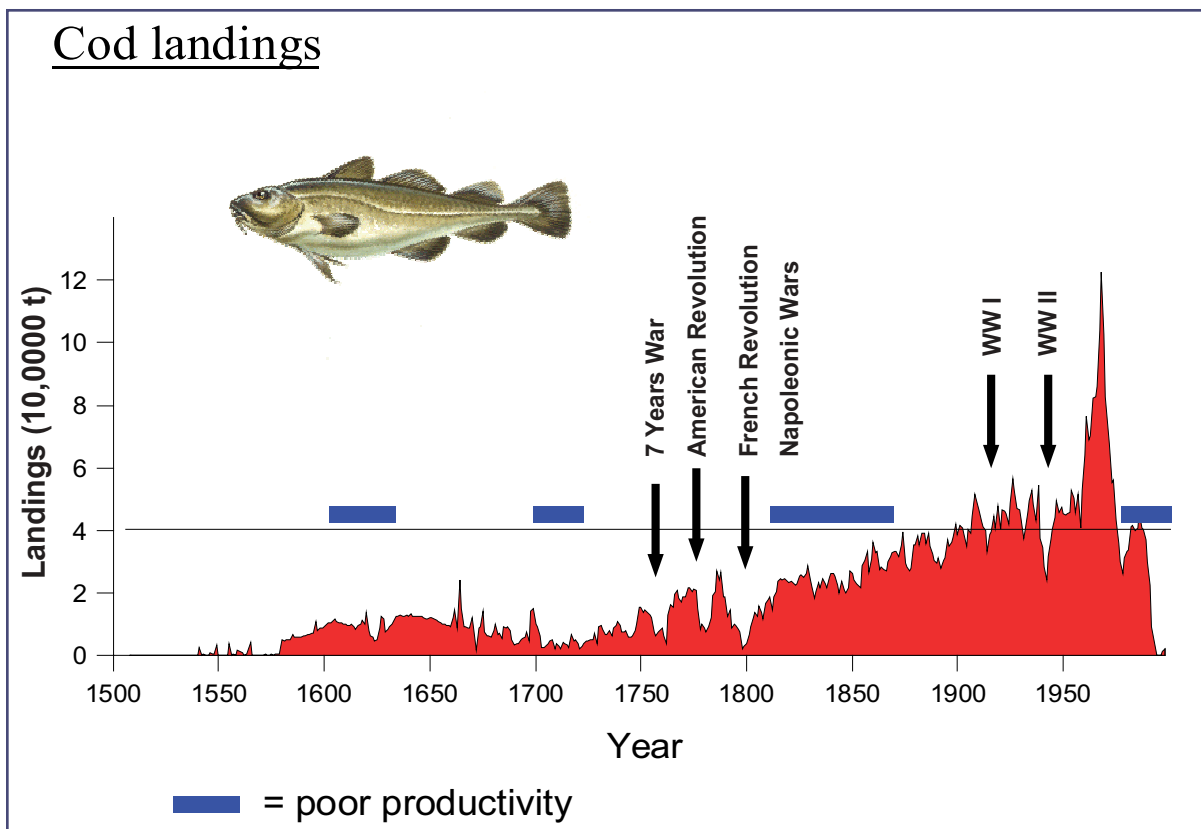 Cod landings
Landings (10,0000 t)
12
10
8
6
4
2
0
7 Years War
American Revolution
French Revolution
Napoleonic Wars
WW I
WW II
1500 1550 1600 1650 1700 1750 1800 1850 1900 1950
Year
= poor productivity